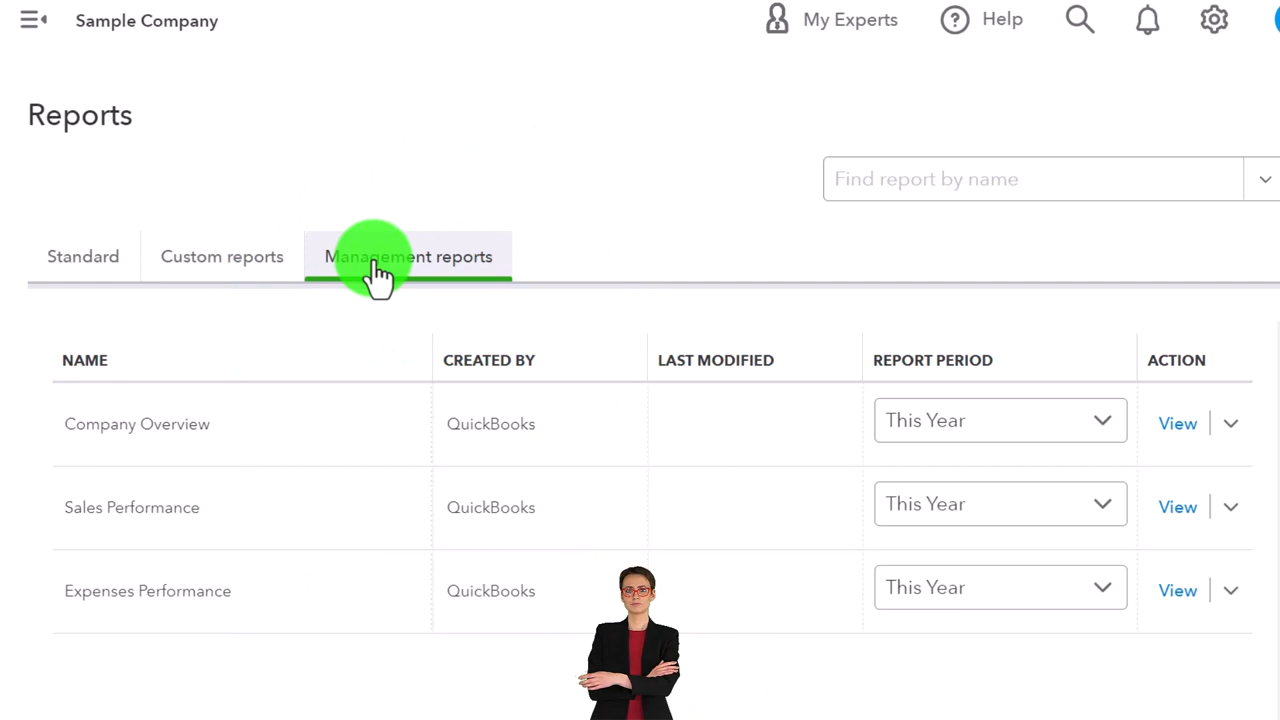 Sample Company
My Experts
Help
Reports
Find report by name
Standard
Custom reports
Management reports
NAME
CREATED BY
LAST MODIFIED
REPORT PERIOD
ACTION
Company Overview
QuickBooks
This Year
View
Sales Performance
QuickBooks
This Year
View
Expenses Performance
QuickBooks
This Year
View